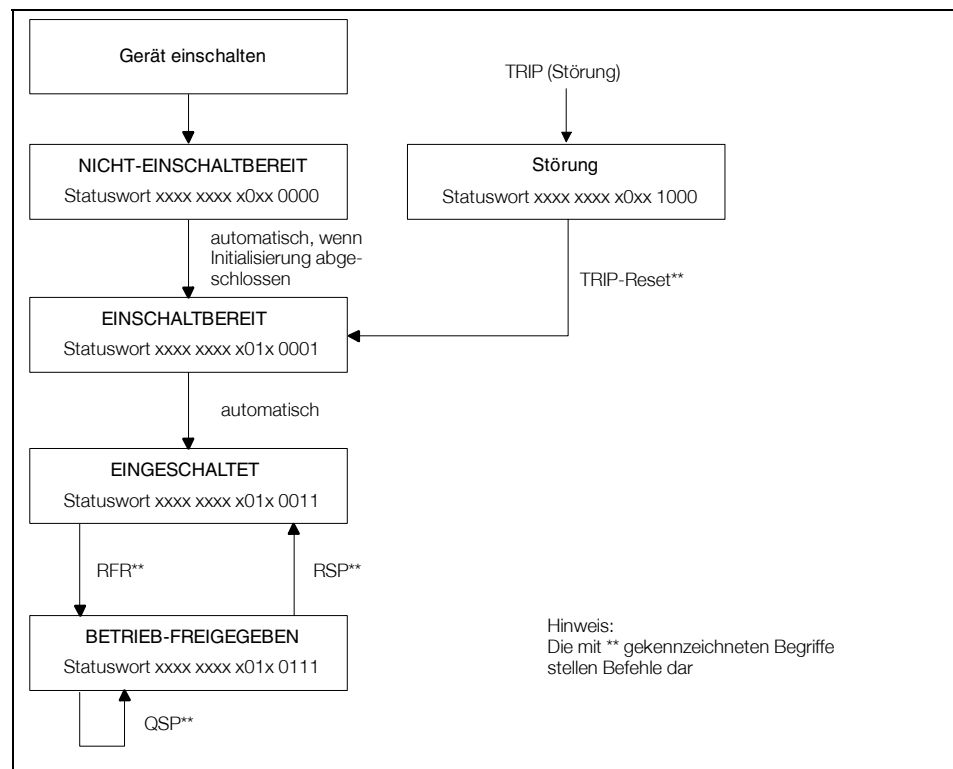 Gerät einschalten
TRIP (Störung)
NICHT-EINSCHALTBEREIT
Statuswort xxxx xxxx x0xx 0000
Störung
Statuswort xxxx xxxx x0xx 1000
automatisch, wenn
Initialisierung abge-
schlossen
TRIP-Reset**
EINSCHALTBEREIT
Statuswort xxxx xxxx x01x 0001
automatisch
EINGESCHALTET
Statuswort xxxx xxxx x01x 0011
RFR**
RSP**
BETRIEB-FREIGEGEBEN
Statuswort xxxx xxxx x01x 0111
QSP**
Hinweis:
Die mit ** gekennzeichneten Begriffe
stellen Befehle dar